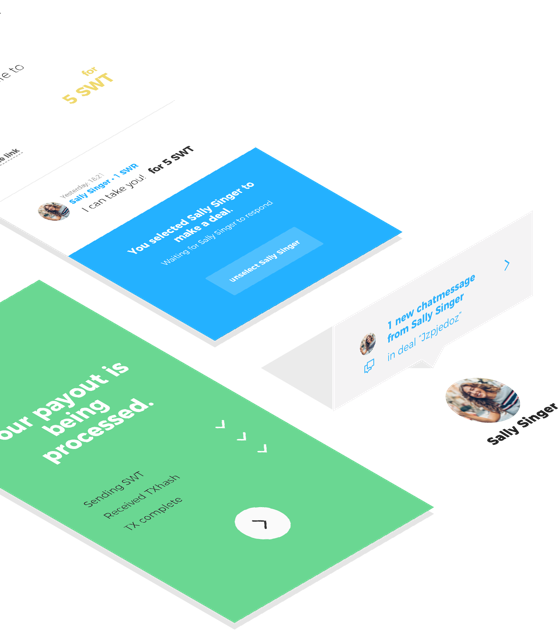 to
for
5 SWT
link
Yesterday, 16:21
Sally Singer • 1 SWR
I can take you! for 5 SWT
You selected Sally Singer to
make a deal.
Waiting for Sally Singer to respond
unselect Sally Singer
1 new chatmessage
from Sally Singer
in deal "Jzpjedoz"
Sally Singer
our payout is
being
processed.
Sending SWT
Received TXhash
TX complete